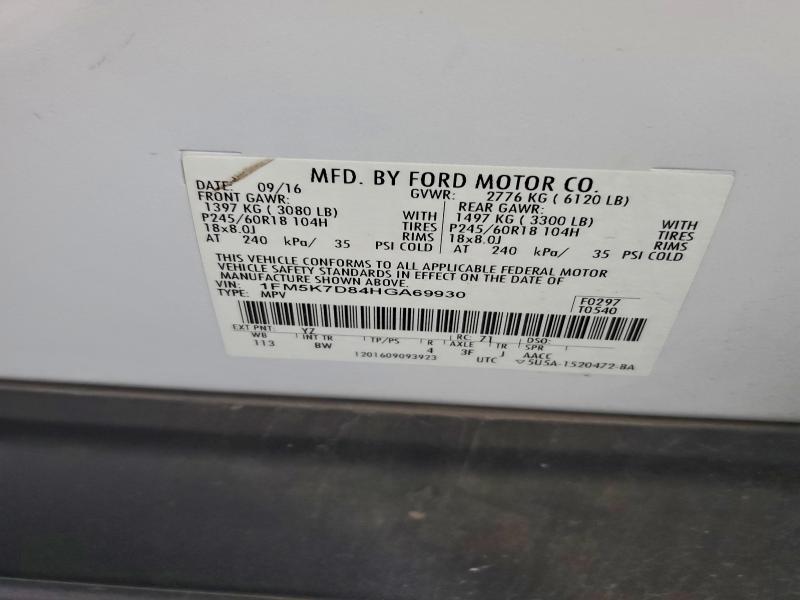 MFD. BY FORD MOTOR CO.
DATE: 09/16 GVWR: 2776 KG ( 6120 LB)
FRONT GAWR: REAR GAWR:
1397 KG ( 3080 LB) WITH 1497 KG ( 3300 LB) WITH
P245/60R18 104H TIRES P245/60R18 104H TIRES
18x8.0J RIMS 18x8.0J RIMS
AT 240 kPa/ 35 PSI COLD AT 240 kPa/ 35 PSI COLD
THIS VEHICLE CONFORMS TO ALL APPLICABLE FEDERAL MOTOR
VEHICLE SAFETY STANDARDS IN EFFECT ON THE DATE OF
MANUFACTURE SHOWN ABOVE.
VIN: 1FM5K7D84HGA69930 F0297
TYPE: MPV T0540
EXT PNT: YZ RC: 71 DSO:
WB INT TR TP/PS R AXLE TR SPR
113 BW 4 3F J AACC
1201609093923 UTC 5U5A-1520472-BA